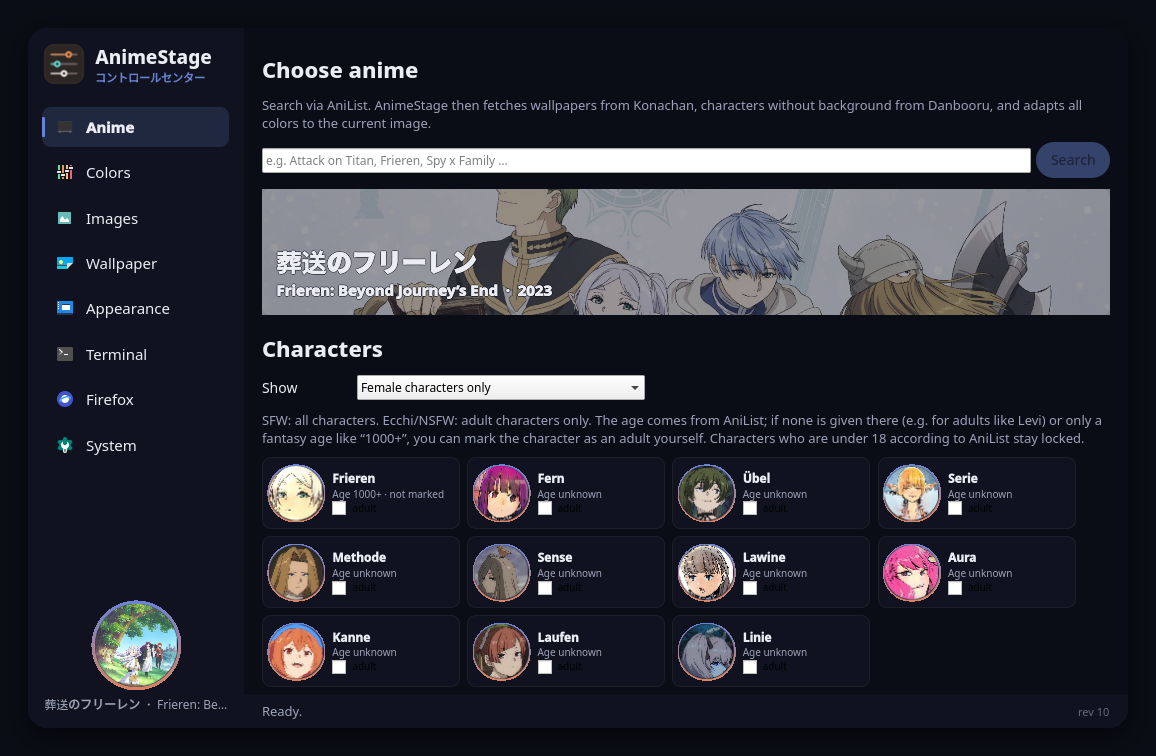 AnimeStage
コントロールセンター
Anime
Colors
Images
Wallpaper
Appearance
Terminal
Firefox
System
葬送のフリーレン · Frieren: Be...
Choose anime
Search via AniList. AnimeStage then fetches wallpapers from Konachan, characters without background from Danbooru, and adapts all
colors to the current image.
e.g. Attack on Titan, Frieren, Spy x Family ...
Search
葬送のフリーレン
Frieren: Beyond Journey’s End · 2023
Characters
Show
Female characters only
SFW: all characters. Ecchi/NSFW: adult characters only. The age comes from AniList; if none is given there (e.g. for adults like Levi) or only a
fantasy age like “1000+”, you can mark the character as an adult yourself. Characters who are under 18 according to AniList stay locked.
Frieren
Age 1000+ · not marked
adult
Fern
Age unknown
adult
Übel
Age unknown
adult
Serie
Age unknown
adult
Methode
Age unknown
adult
Sense
Age unknown
adult
Lawine
Age unknown
adult
Aura
Age unknown
adult
Kanne
Age unknown
adult
Laufen
Age unknown
adult
Linie
Age unknown
adult
Ready.
rev 10